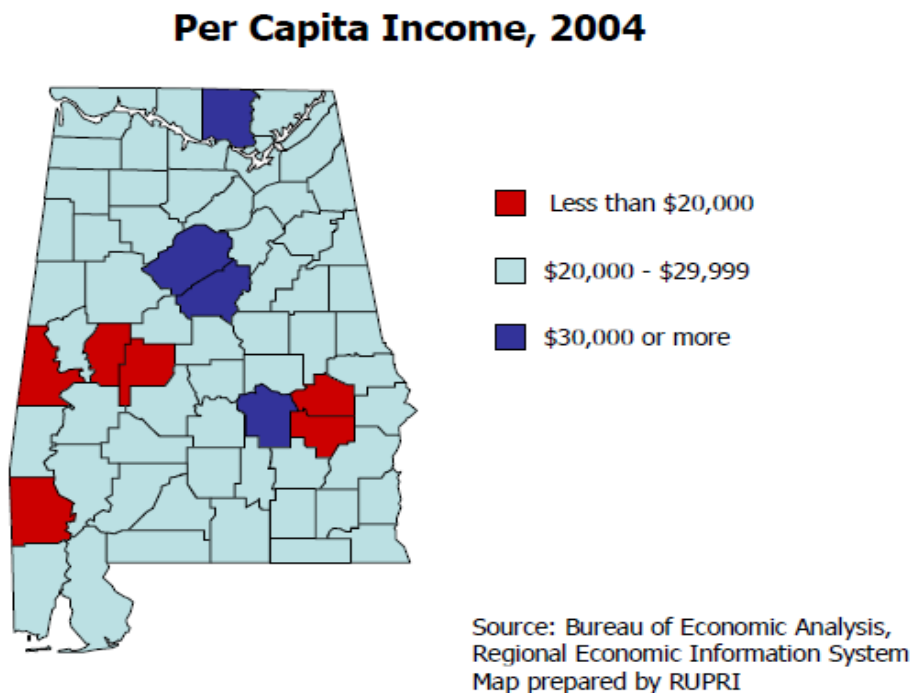 Per Capita Income, 2004
Less than $20,000
$20,000 - $29,999
$30,000 or more
Source: Bureau of Economic Analysis,
Regional Economic Information System
Map prepared by RUPRI